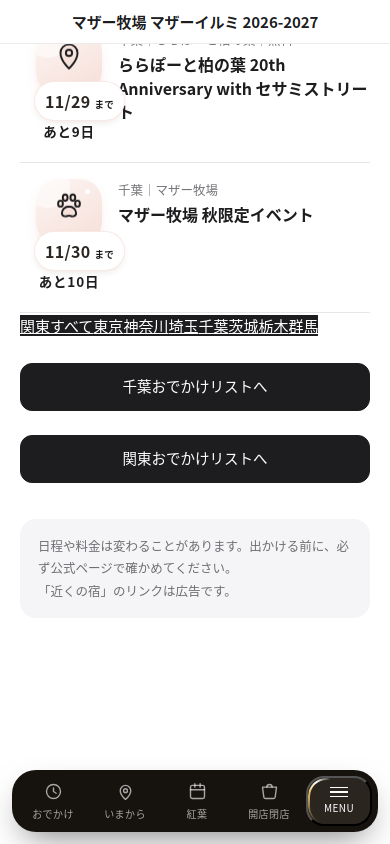 マザー牧場 マザーイルミ 2026-2027
ららぽーと柏の葉 20th
Anniversary with セサミストリー
ト
11/29 まで
あと9日
千葉｜マザー牧場
マザー牧場 秋限定イベント
11/30 まで
あと10日
関東すべて東京神奈川埼玉千葉茨城栃木群馬
千葉おでかけリストへ
関東おでかけリストへ
日程や料金は変わることがあります。出かける前に、必
ず公式ページで確かめてください。
「近くの宿」のリンクは広告です。
おでかけ
いまから
紅葉
開店閉店
MENU